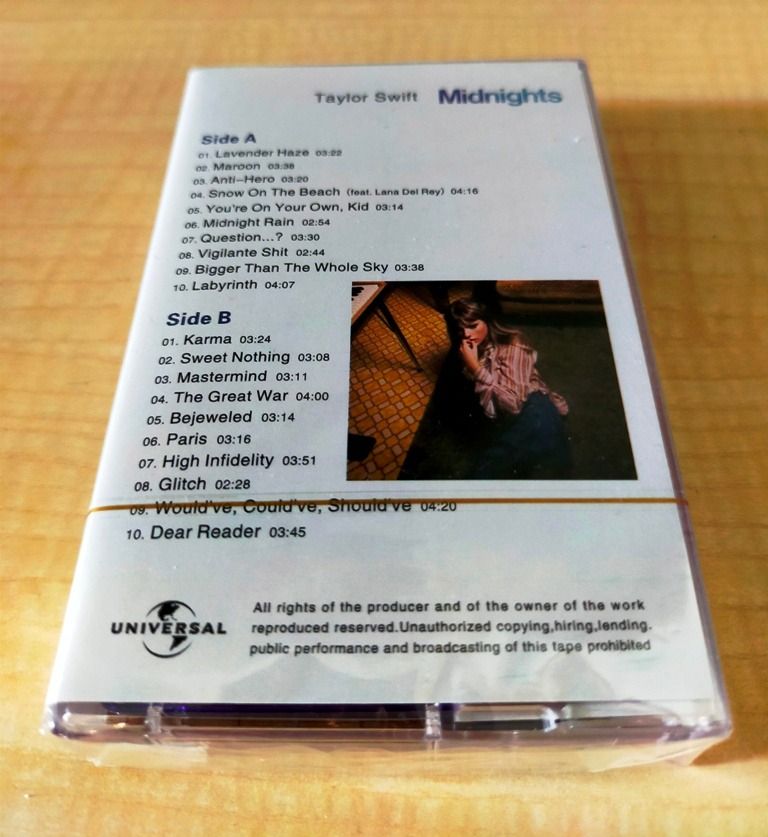 Taylor Swift Midnights
Side A
01. Lavender Haze 03:22
02. Maroon 03:38
03. Anti-Hero 03:20
04. Snow On The Beach (feat. Lana Del Rey) 04:16
05. You're On Your Own, Kid 03:14
06. Midnight Rain 02:54
07. Question...? 03:30
08. Vigilante Shit 02:44
09. Bigger Than The Whole Sky 03:38
10. Labyrinth 04:07
Side B
01. Karma 03:24
02. Sweet Nothing 03:08
03. Mastermind 03:11
04. The Great War 04:00
05. Bejeweled 03:14
06. Paris 03:16
07. High Infidelity 03:51
08. Glitch 02:28
09. Would've, Could've, Should've 04:20
10. Dear Reader 03:45
UNIVERSAL
All rights of the producer and of the owner of the work
reproduced reserved.Unauthorized copying,hiring,lending.
public performance and broadcasting of this tape prohibited